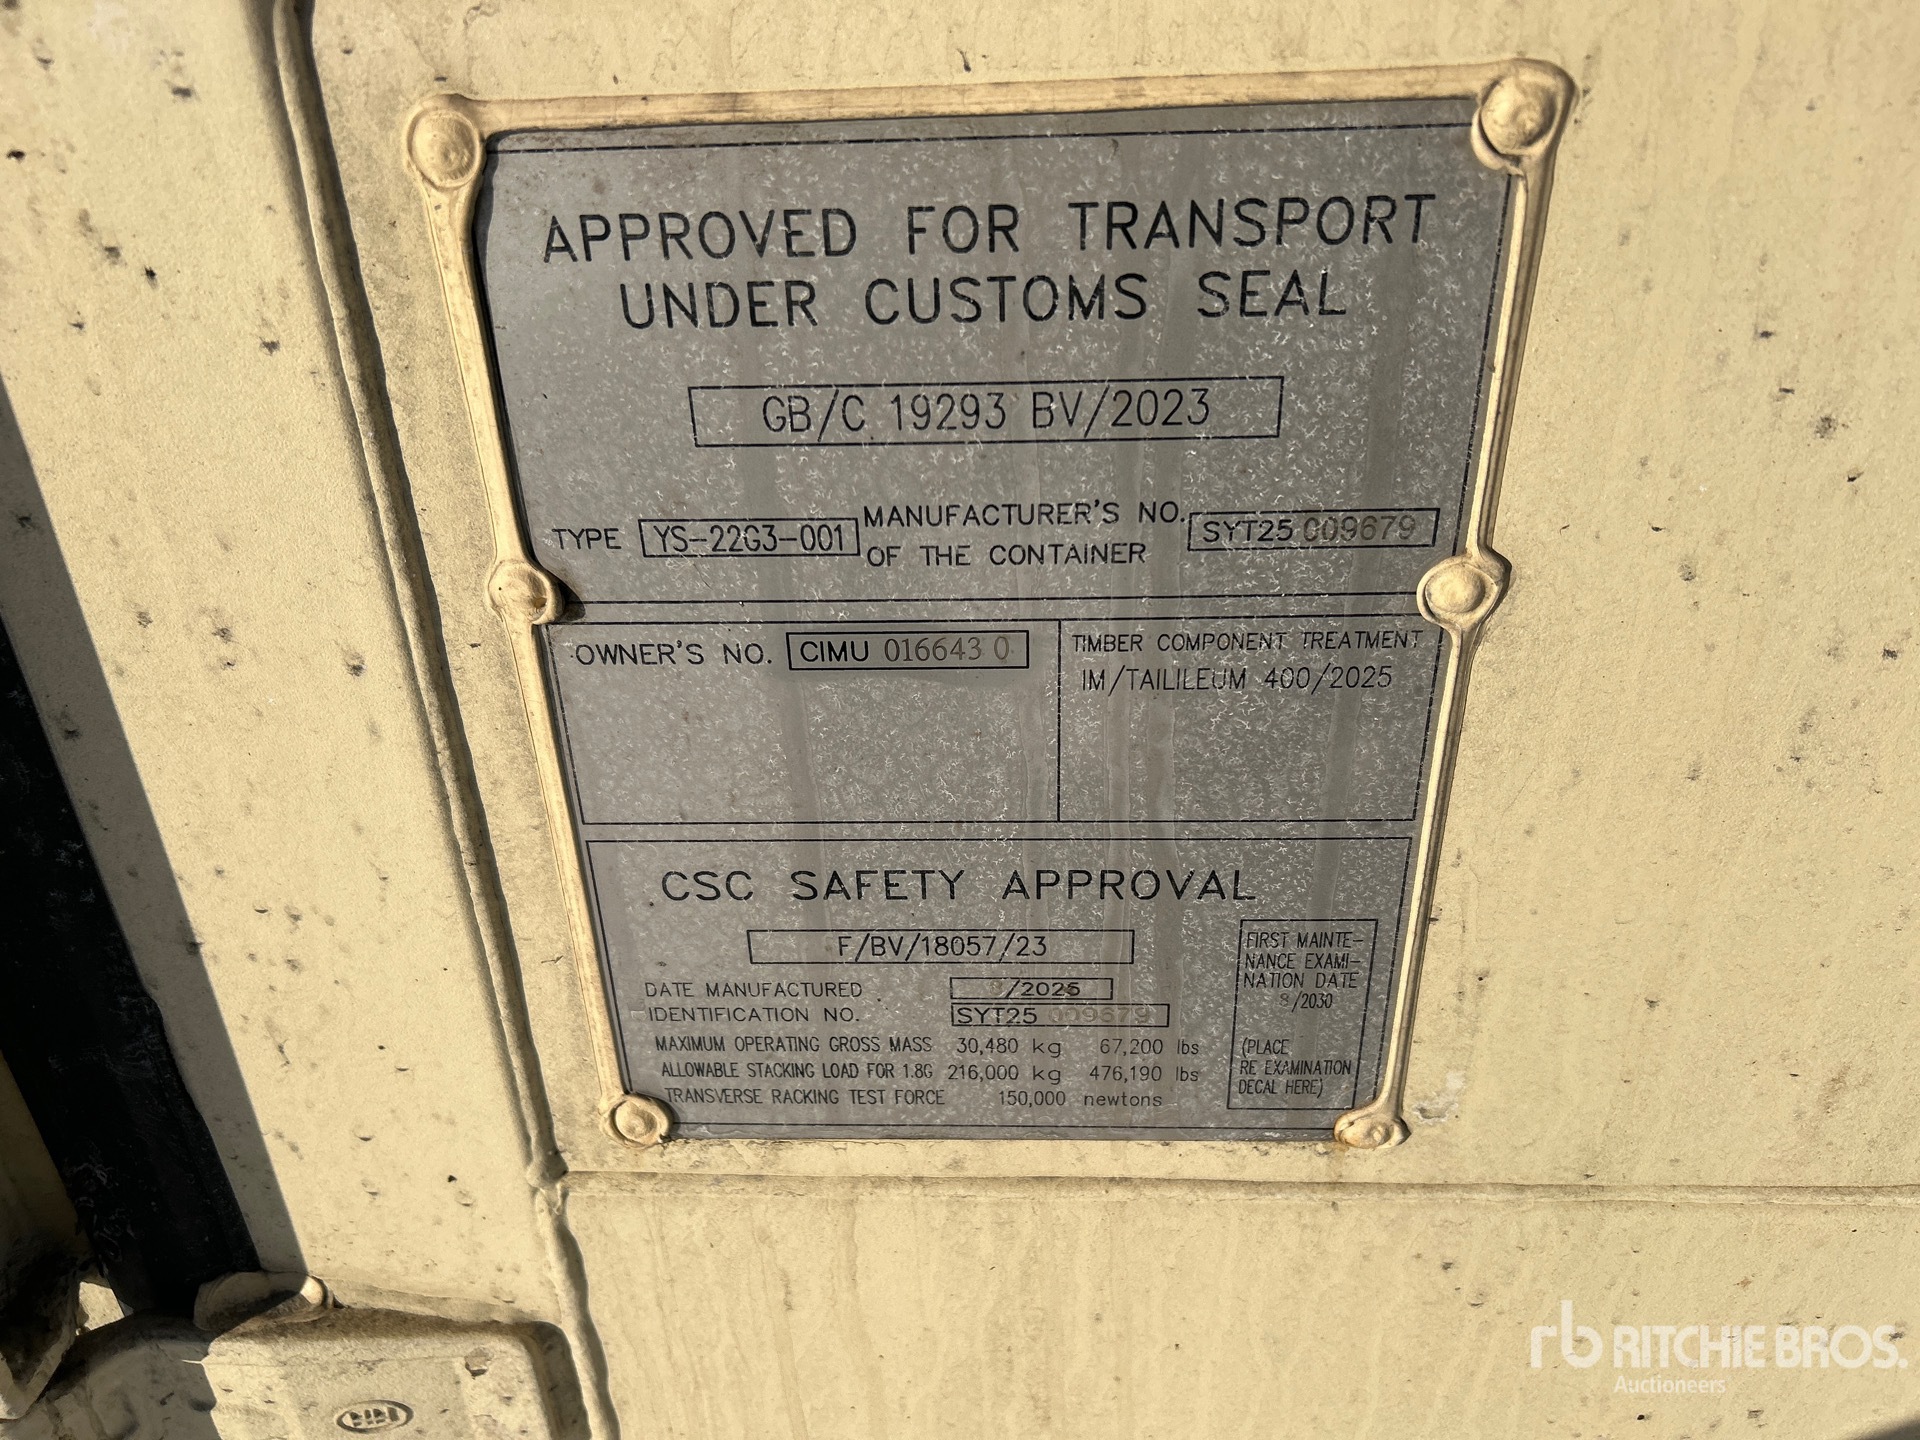 APPROVED FOR TRANSPORT
UNDER CUSTOMS SEAL
GB/C 19293 BV/2023
TYPE YS-22G3-001 MANUFACTURER'S NO. OF THE CONTAINER SYT25 009679
OWNER'S NO. CIMU 016643 0
TIMBER COMPONENT TREATMENT
IM/TAILILEUM 400/2025
CSC SAFETY APPROVAL
F/BV/18057/23
DATE MANUFACTURED /2025
IDENTIFICATION NO. SYT25 009679
MAXIMUM OPERATING GROSS MASS 30,480 kg 67,200 lbs
ALLOWABLE STACKING LOAD FOR 1.8G 216,000 kg 476,190 lbs
TRANSVERSE RACKING TEST FORCE 150,000 newtons
FIRST MAINTE-
NANCE EXAMI-
NATION DATE
8/2030
(PLACE
RE EXAMINATION
DECAL HERE)
rb RITCHIE BROS.
Auctioneers